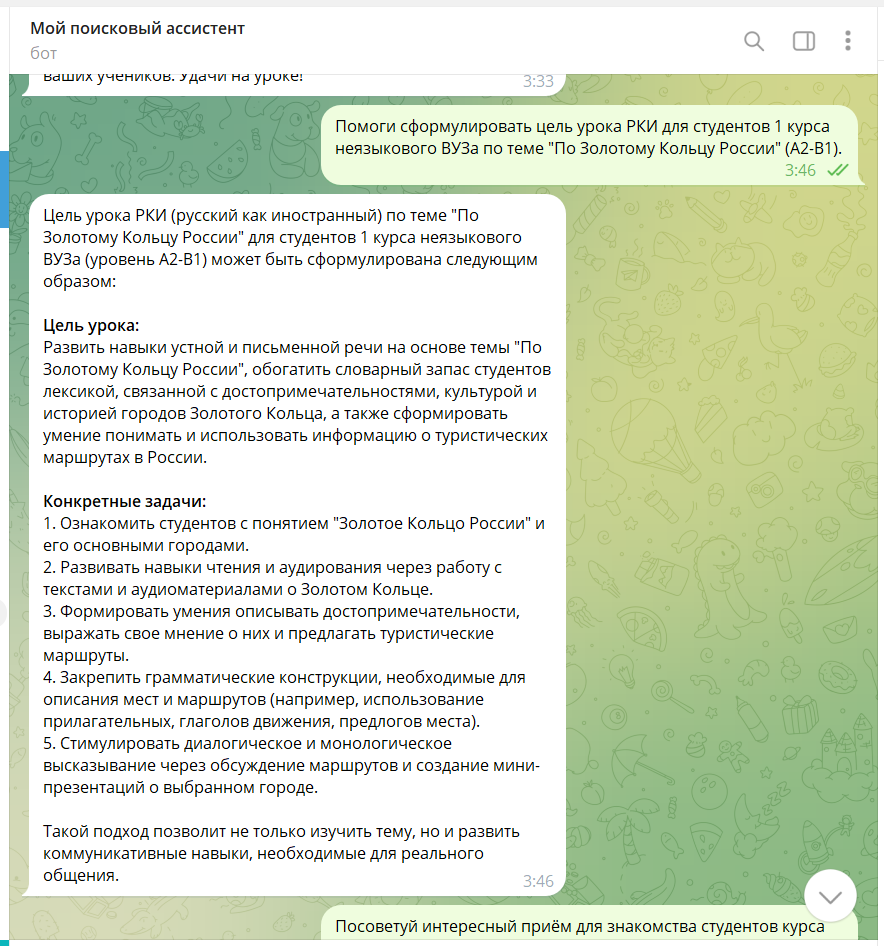 Мой поисковый ассистент
бот
ваших учеников. Удачи на уроке!
3:33
Помоги сформулировать цель урока РКИ для студентов 1 курса
неязыкового ВУЗа по теме "По Золотому Кольцу России" (А2-В1).
3:46
Цель урока РКИ (русский как иностранный) по теме "По
Золотому Кольцу России" для студентов 1 курса неязыкового
ВУЗа (уровень А2-В1) может быть сформулирована следующим
образом:
Цель урока:
Развить навыки устной и письменной речи на основе темы "По
Золотому Кольцу России", обогатить словарный запас студентов
лексикой, связанной с достопримечательностями, культурой и
историей городов Золотого Кольца, а также сформировать
умение понимать и использовать информацию о туристических
маршрутах в России.
Конкретные задачи:
1. Ознакомить студентов с понятием "Золотое Кольцо России" и
его основными городами.
2. Развивать навыки чтения и аудирования через работу с
текстами и аудиоматериалами о Золотом Кольце.
3. Формировать умения описывать достопримечательности,
выражать свое мнение о них и предлагать туристические
маршруты.
4. Закрепить грамматические конструкции, необходимые для
описания мест и маршрутов (например, использование
прилагательных, глаголов движения, предлогов места).
5. Стимулировать диалогическое и монологическое
высказывание через обсуждение маршрутов и создание мини-
презентаций о выбранном городе.
Такой подход позволит не только изучить тему, но и развить
коммуникативные навыки, необходимые для реального
общения.
3:46
Посоветуй интересный приём для знакомства студентов курса